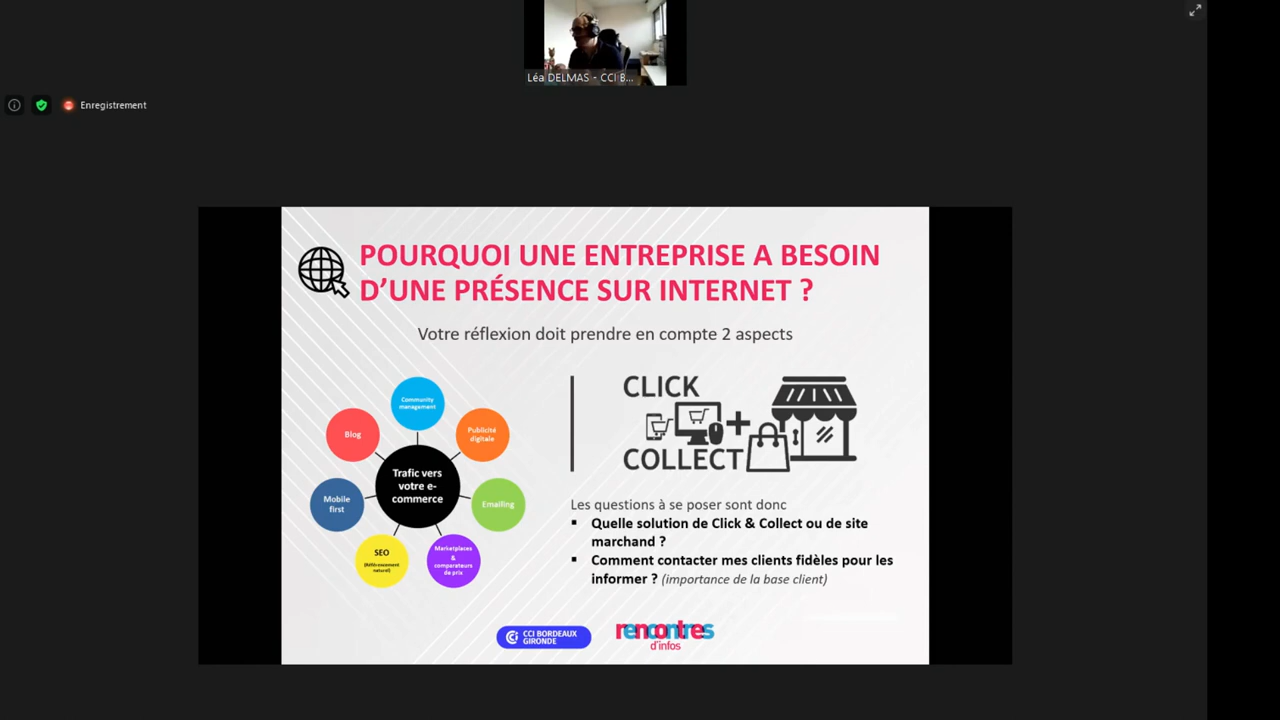 Léa DELMAS - CCI B...
Enregistrement
POURQUOI UNE ENTREPRISE A BESOIN
D'UNE PRÉSENCE SUR INTERNET ?
Votre réflexion doit prendre en compte 2 aspects
Community
management
Blog
Publicité
digitale
Trafic vers
votre e-
commerce
Mobile
first
Emailing
SEO
(Référencement
naturel)
Marketplaces
&
comparateurs
de prix
CLICK
COLLECT
Les questions à se poser sont donc
▪ Quelle solution de Click & Collect ou de site
marchand ?
▪ Comment contacter mes clients fidèles pour les
informer ? (importance de la base client)
CCI BORDEAUX
GIRONDE
rencontres
d'infos